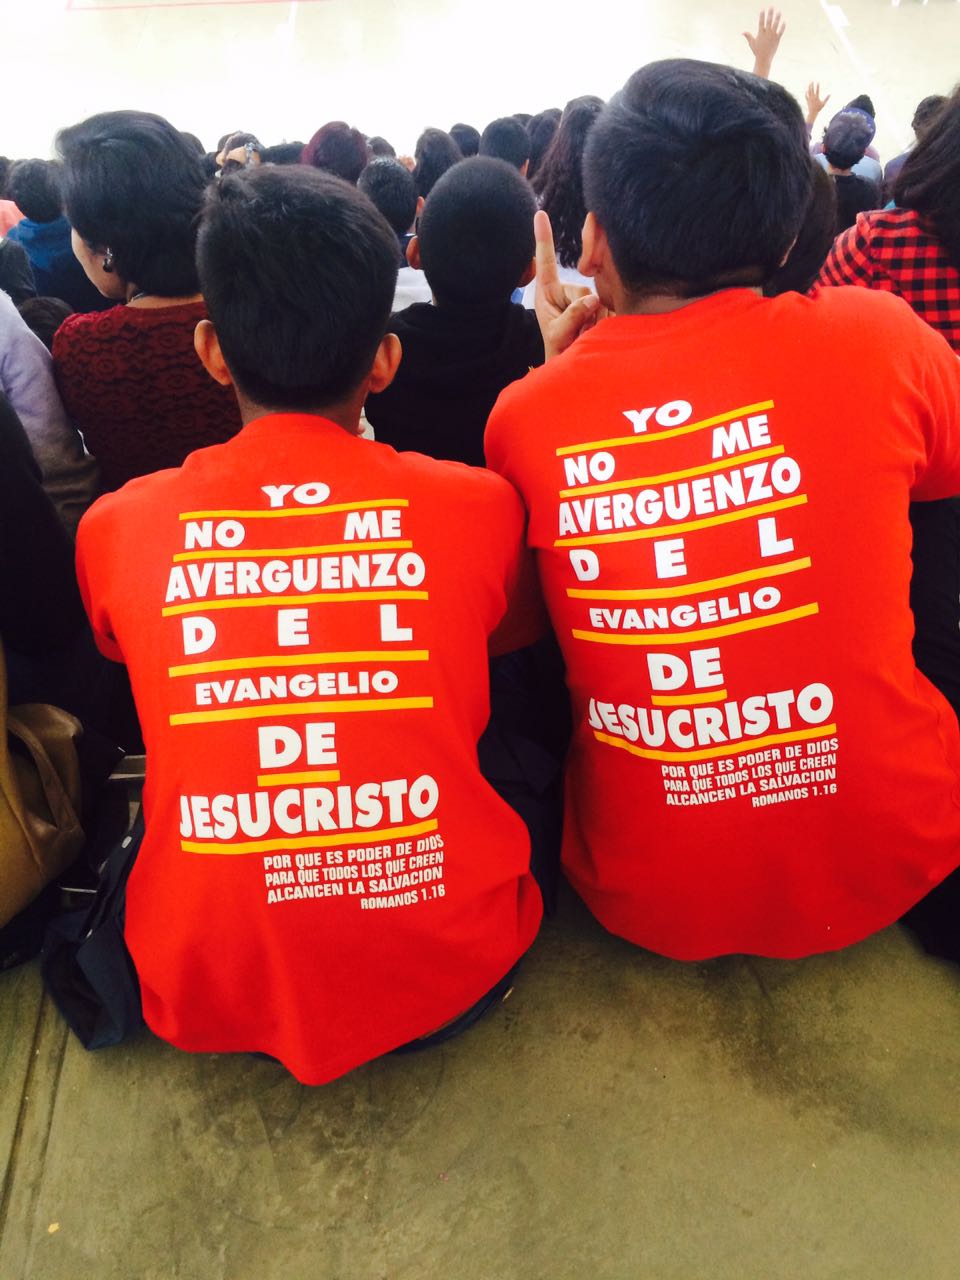 YO
NO ME
AVERGUENZO
DEL
EVANGELIO
DE
JESUCRISTO
POR QUE ES PODER DE DIOS
PARA QUE TODOS LOS QUE CREEN
ALCANCEN LA SALVACION
ROMANOS 1.16
YO
NO ME
AVERGUENZO
DEL
EVANGELIO
DE
JESUCRISTO
POR QUE ES PODER DE DIOS
PARA QUE TODOS LOS QUE CREEN
ALCANCEN LA SALVACION
ROMANOS 1.16